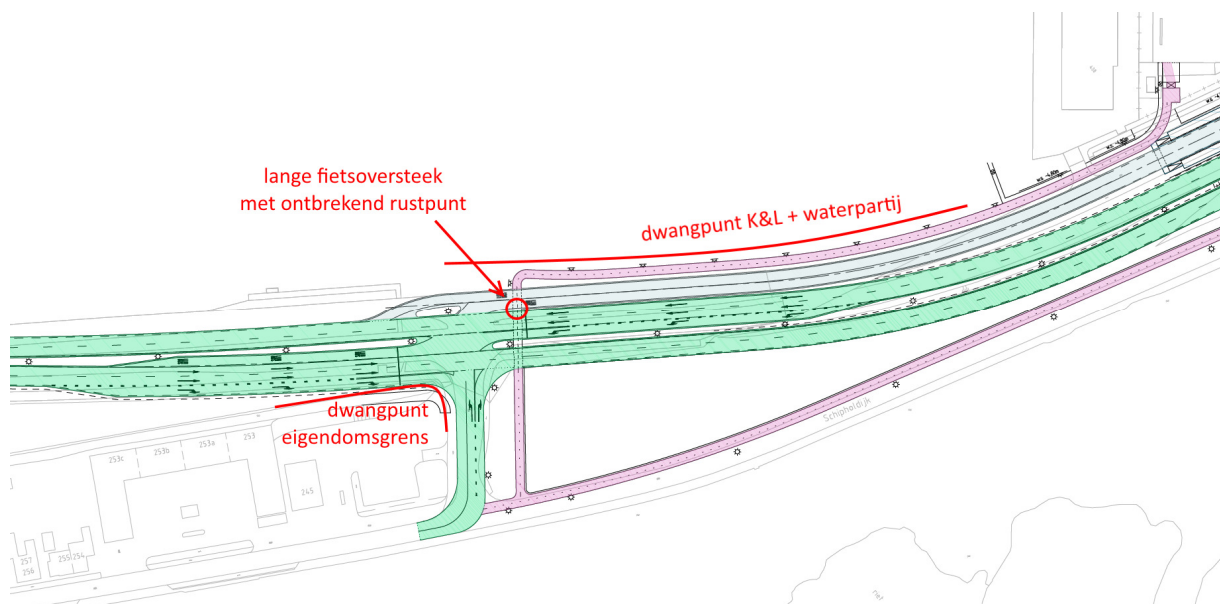 lange fietsoversteek
met ontbrekend rustpunt
dwangpunt K&L + waterpartij
dwangpunt
eigendomsgrens
Schipholdijk
253c
253b
253a
253
245
257
256
255
254